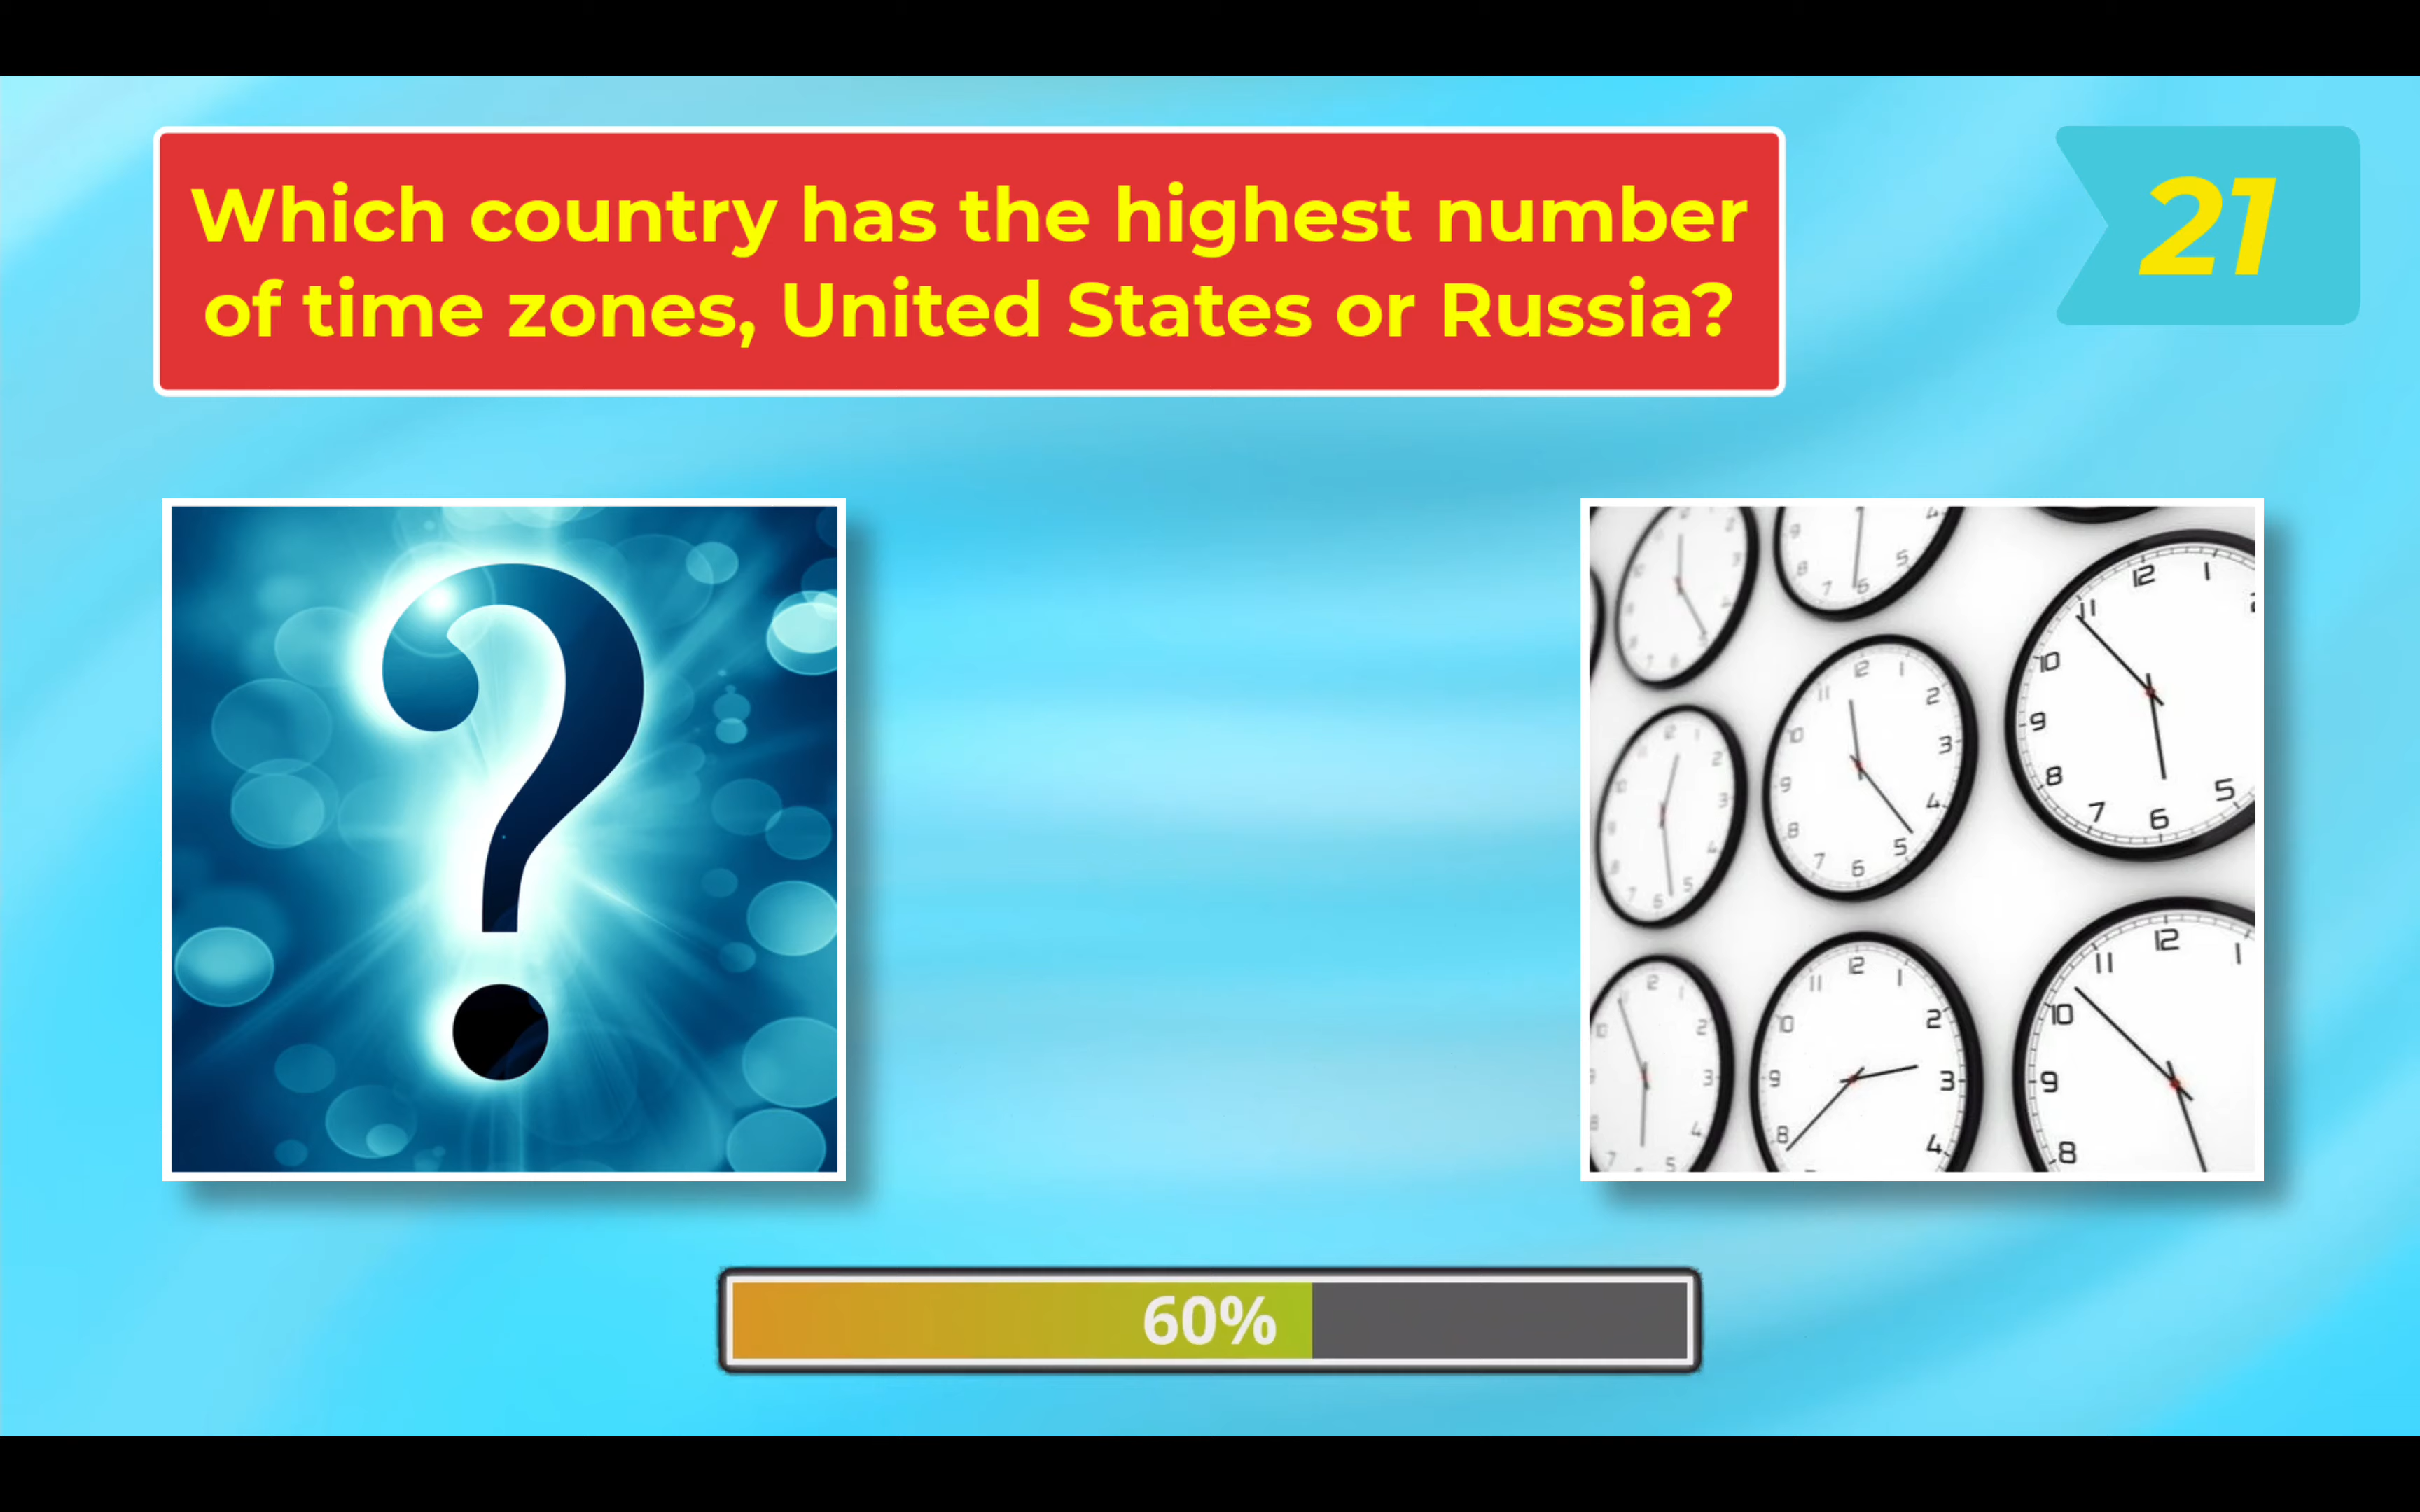 Which country has the highest number
of time zones, United States or Russia?
21
60%